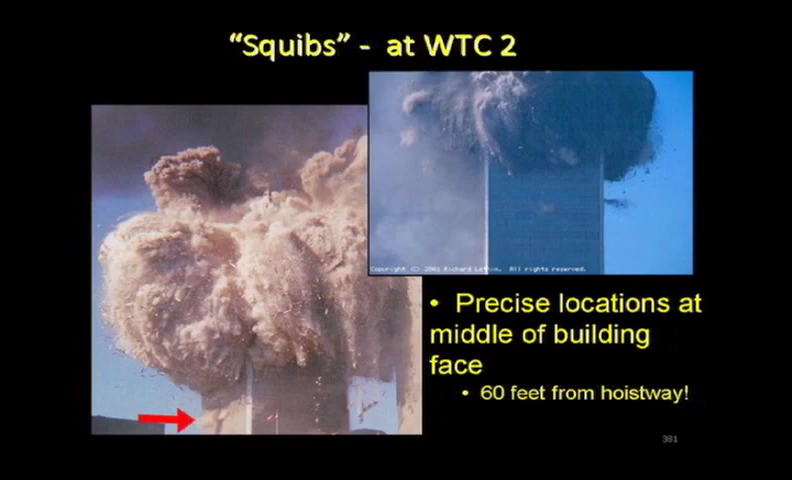 “Squibs” - at WTC 2
Copyright (C) 2001 Richard Lethin. All rights reserved.
• Precise locations at
middle of building
face
• 60 feet from hoistway!
381